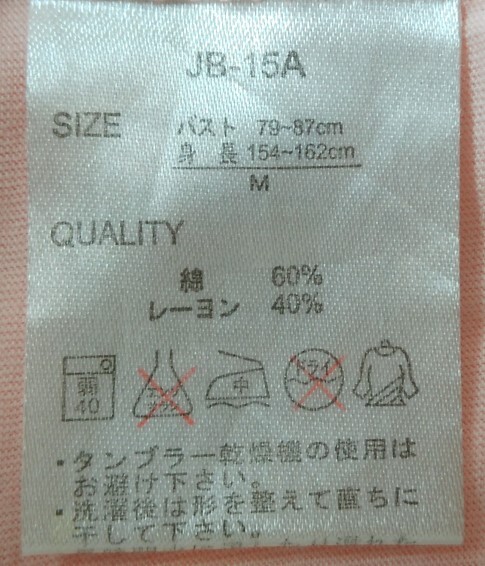 JB-15A
SIZE
バスト 79~87cm
身 長 154~162cm
M
QUALITY
綿 60%
レーヨン 40%
弱
40
中
ドライ
・タンブラー乾燥機の使用は
お避け下さい。
・洗濯後は形を整えて直ちに
干して下さい。